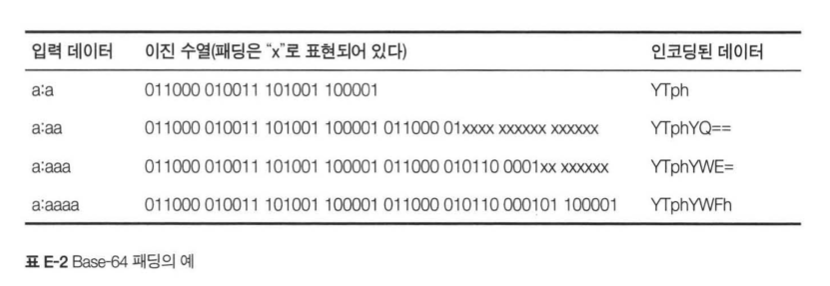 입력 데이터 이진 수열(패딩은 "x"로 표현되어 있다) 인코딩된 데이터
a:a 011000 010011 101001 100001 YTph
a:aa 011000 010011 101001 100001 011000 01xxxx xxxxxx xxxxxx YTphYQ==
a:aaa 011000 010011 101001 100001 011000 010110 0001xx xxxxxx YTphYWE=
a:aaaa 011000 010011 101001 100001 011000 010110 000101 100001 YTphYWFh
표 E-2 Base-64 패딩의 예